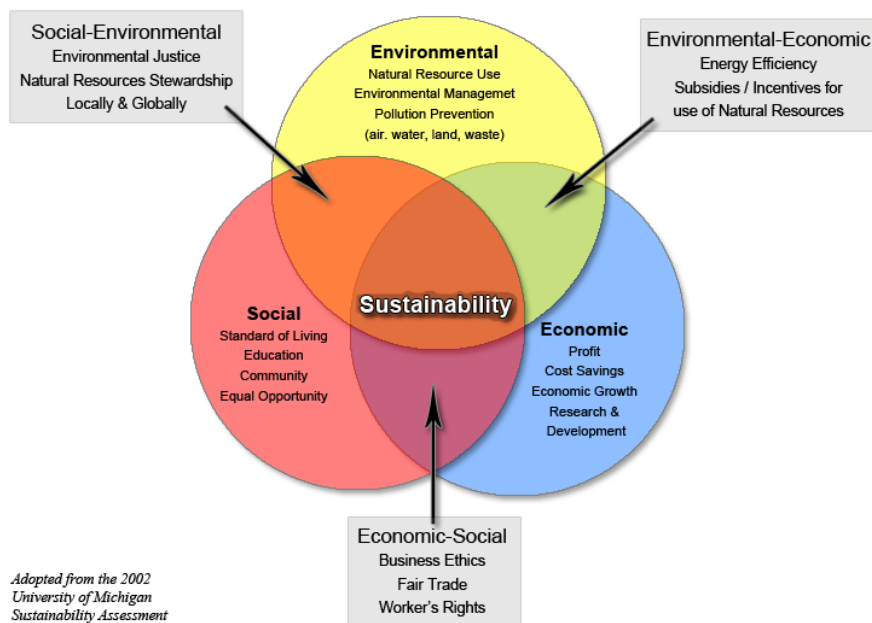 Social-Environmental
Environmental Justice
Natural Resources Stewardship
Locally & Globally
Environmental
Natural Resource Use
Environmental Managemet
Pollution Prevention
(air. water, land, waste)
Environmental-Economic
Energy Efficiency
Subsidies / Incentives for
use of Natural Resources
Sustainability
Social
Standard of Living
Education
Community
Equal Opportunity
Economic
Profit
Cost Savings
Economic Growth
Research &
Development
Economic-Social
Business Ethics
Fair Trade
Worker's Rights
Adopted from the 2002
University of Michigan
Sustainability Assessment